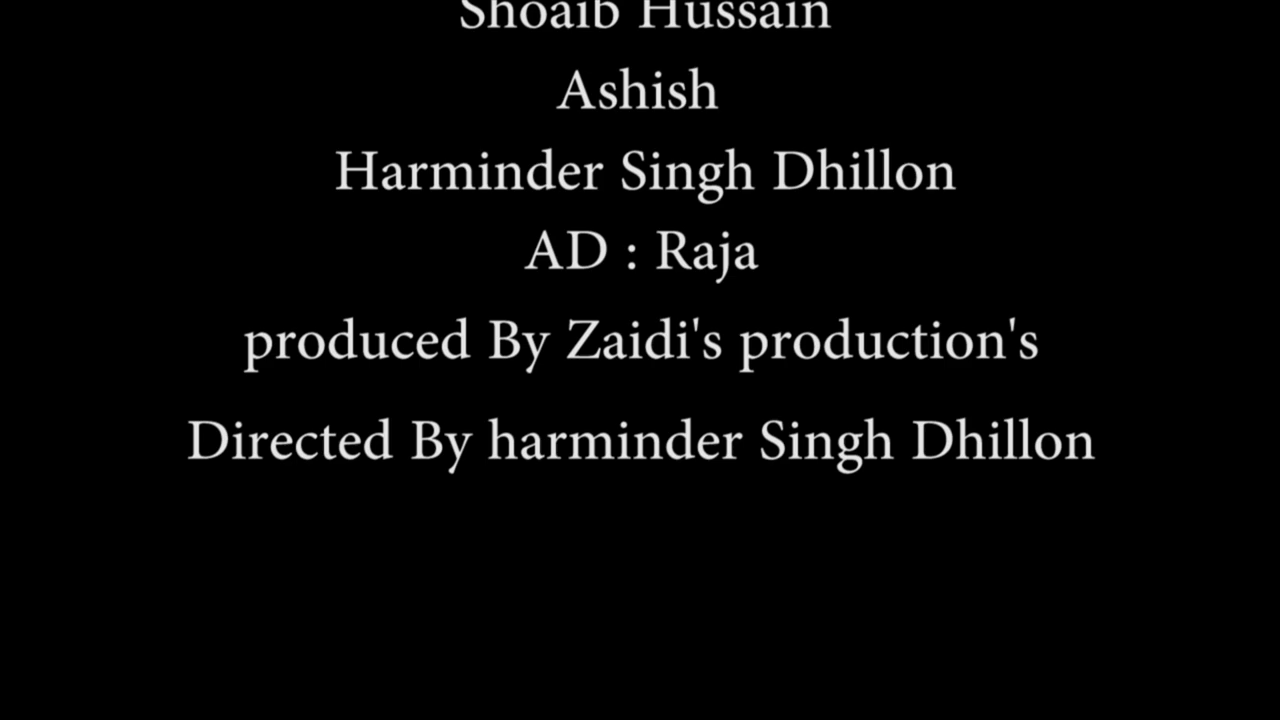 Shoaib Hussain
Ashish
Harminder Singh Dhillon
AD : Raja
produced By Zaidi's production's
Directed By harminder Singh Dhillon